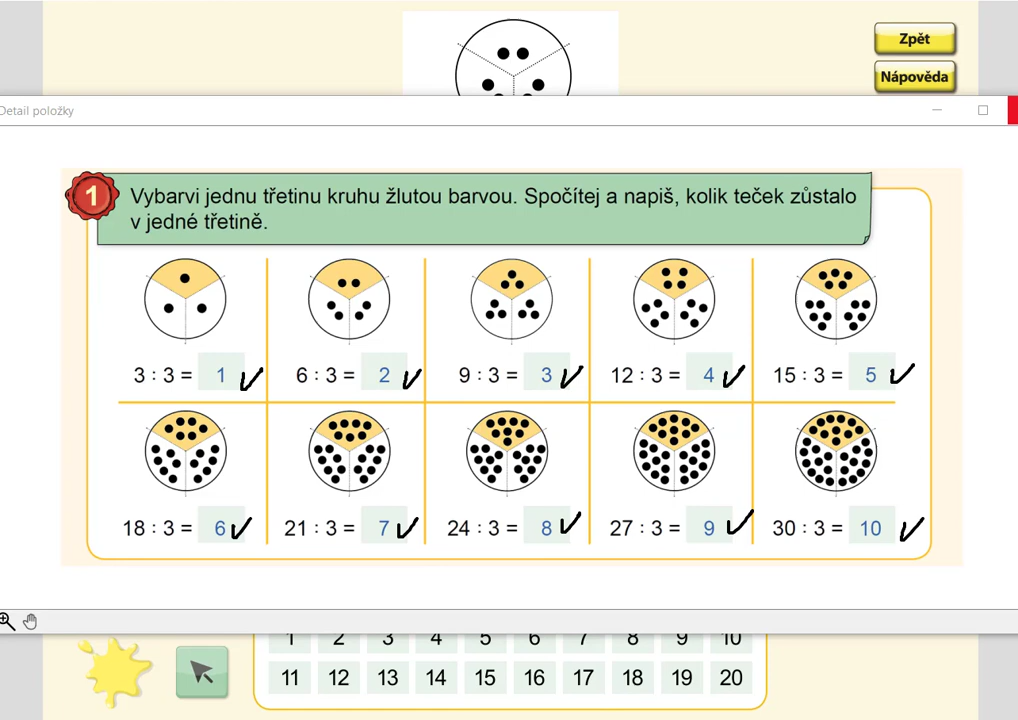 Zpět
Nápověda
Detail položky
1 Vybarvi jednu třetinu kruhu žlutou barvou. Spočítej a napiš, kolik teček zůstalo
v jedné třetině.
3 : 3 = 1 6 : 3 = 2 9 : 3 = 3 12 : 3 = 4 15 : 3 = 5
18 : 3 = 6 21 : 3 = 7 24 : 3 = 8 27 : 3 = 9 30 : 3 = 10
1 2 3 4 5 6 7 8 9 10
11 12 13 14 15 16 17 18 19 20